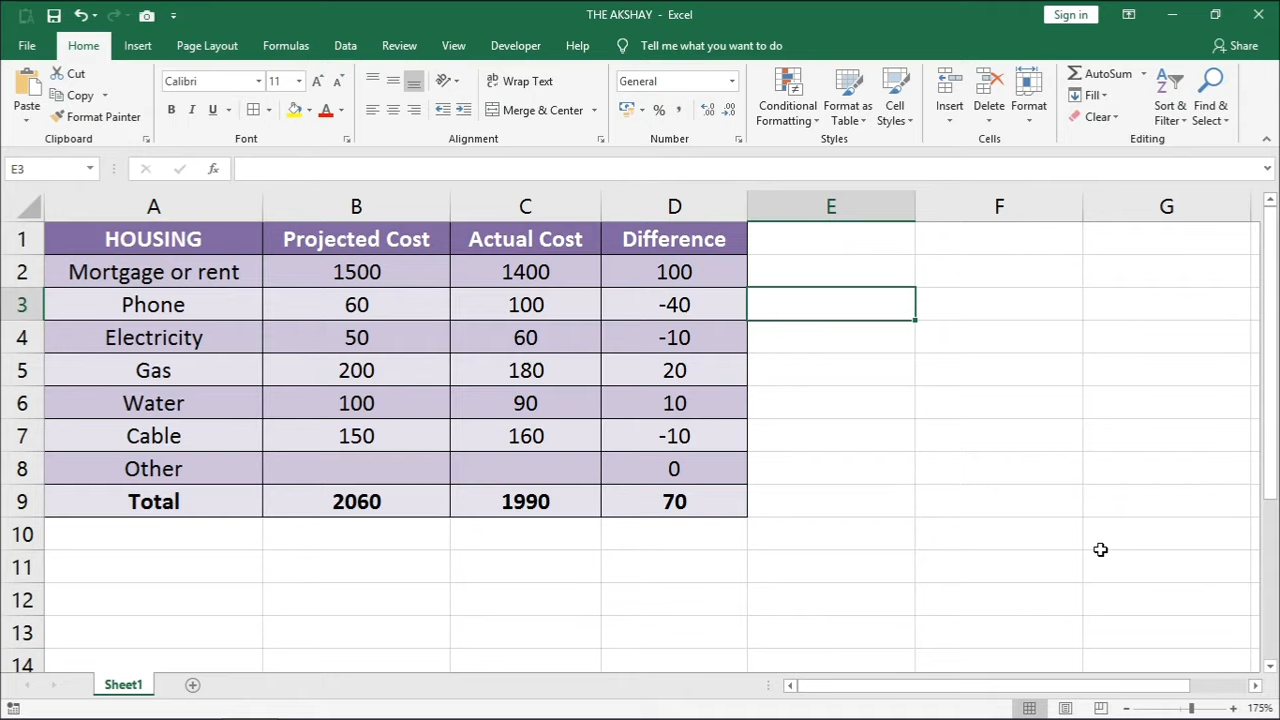 THE AKSHAY - Excel
Sign in
File Home Insert Page Layout Formulas Data Review View Developer Help Tell me what you want to do Share
Paste
Cut
Copy
Format Painter
Clipboard
Calibri 11 A A
B I U A
Font
ab Wrap Text
Merge & Center
Alignment
General
% , .0 .00 .00 .0
Number
Conditional Formatting
Format as Table
Cell Styles
Styles
Insert Delete Format
Cells
AutoSum
Fill
Clear
Sort & Filter
Find & Select
Editing
E3 fx
A B C D E F G
1 HOUSING Projected Cost Actual Cost Difference
2 Mortgage or rent 1500 1400 100
3 Phone 60 100 -40
4 Electricity 50 60 -10
5 Gas 200 180 20
6 Water 100 90 10
7 Cable 150 160 -10
8 Other 0
9 Total 2060 1990 70
10
11
12
13
14
Sheet1
175%